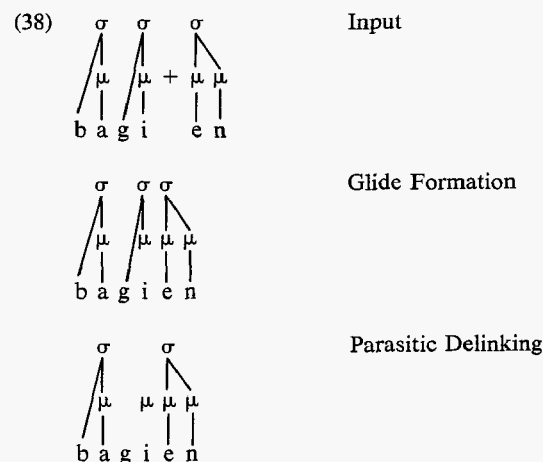 (38) σ σ σ Input
μ μ + μ μ
b a g i e n
σ σ σ Glide Formation
μ μ μ μ
b a g i e n
σ σ Parasitic Delinking
μ μ μ μ
b a g i e n